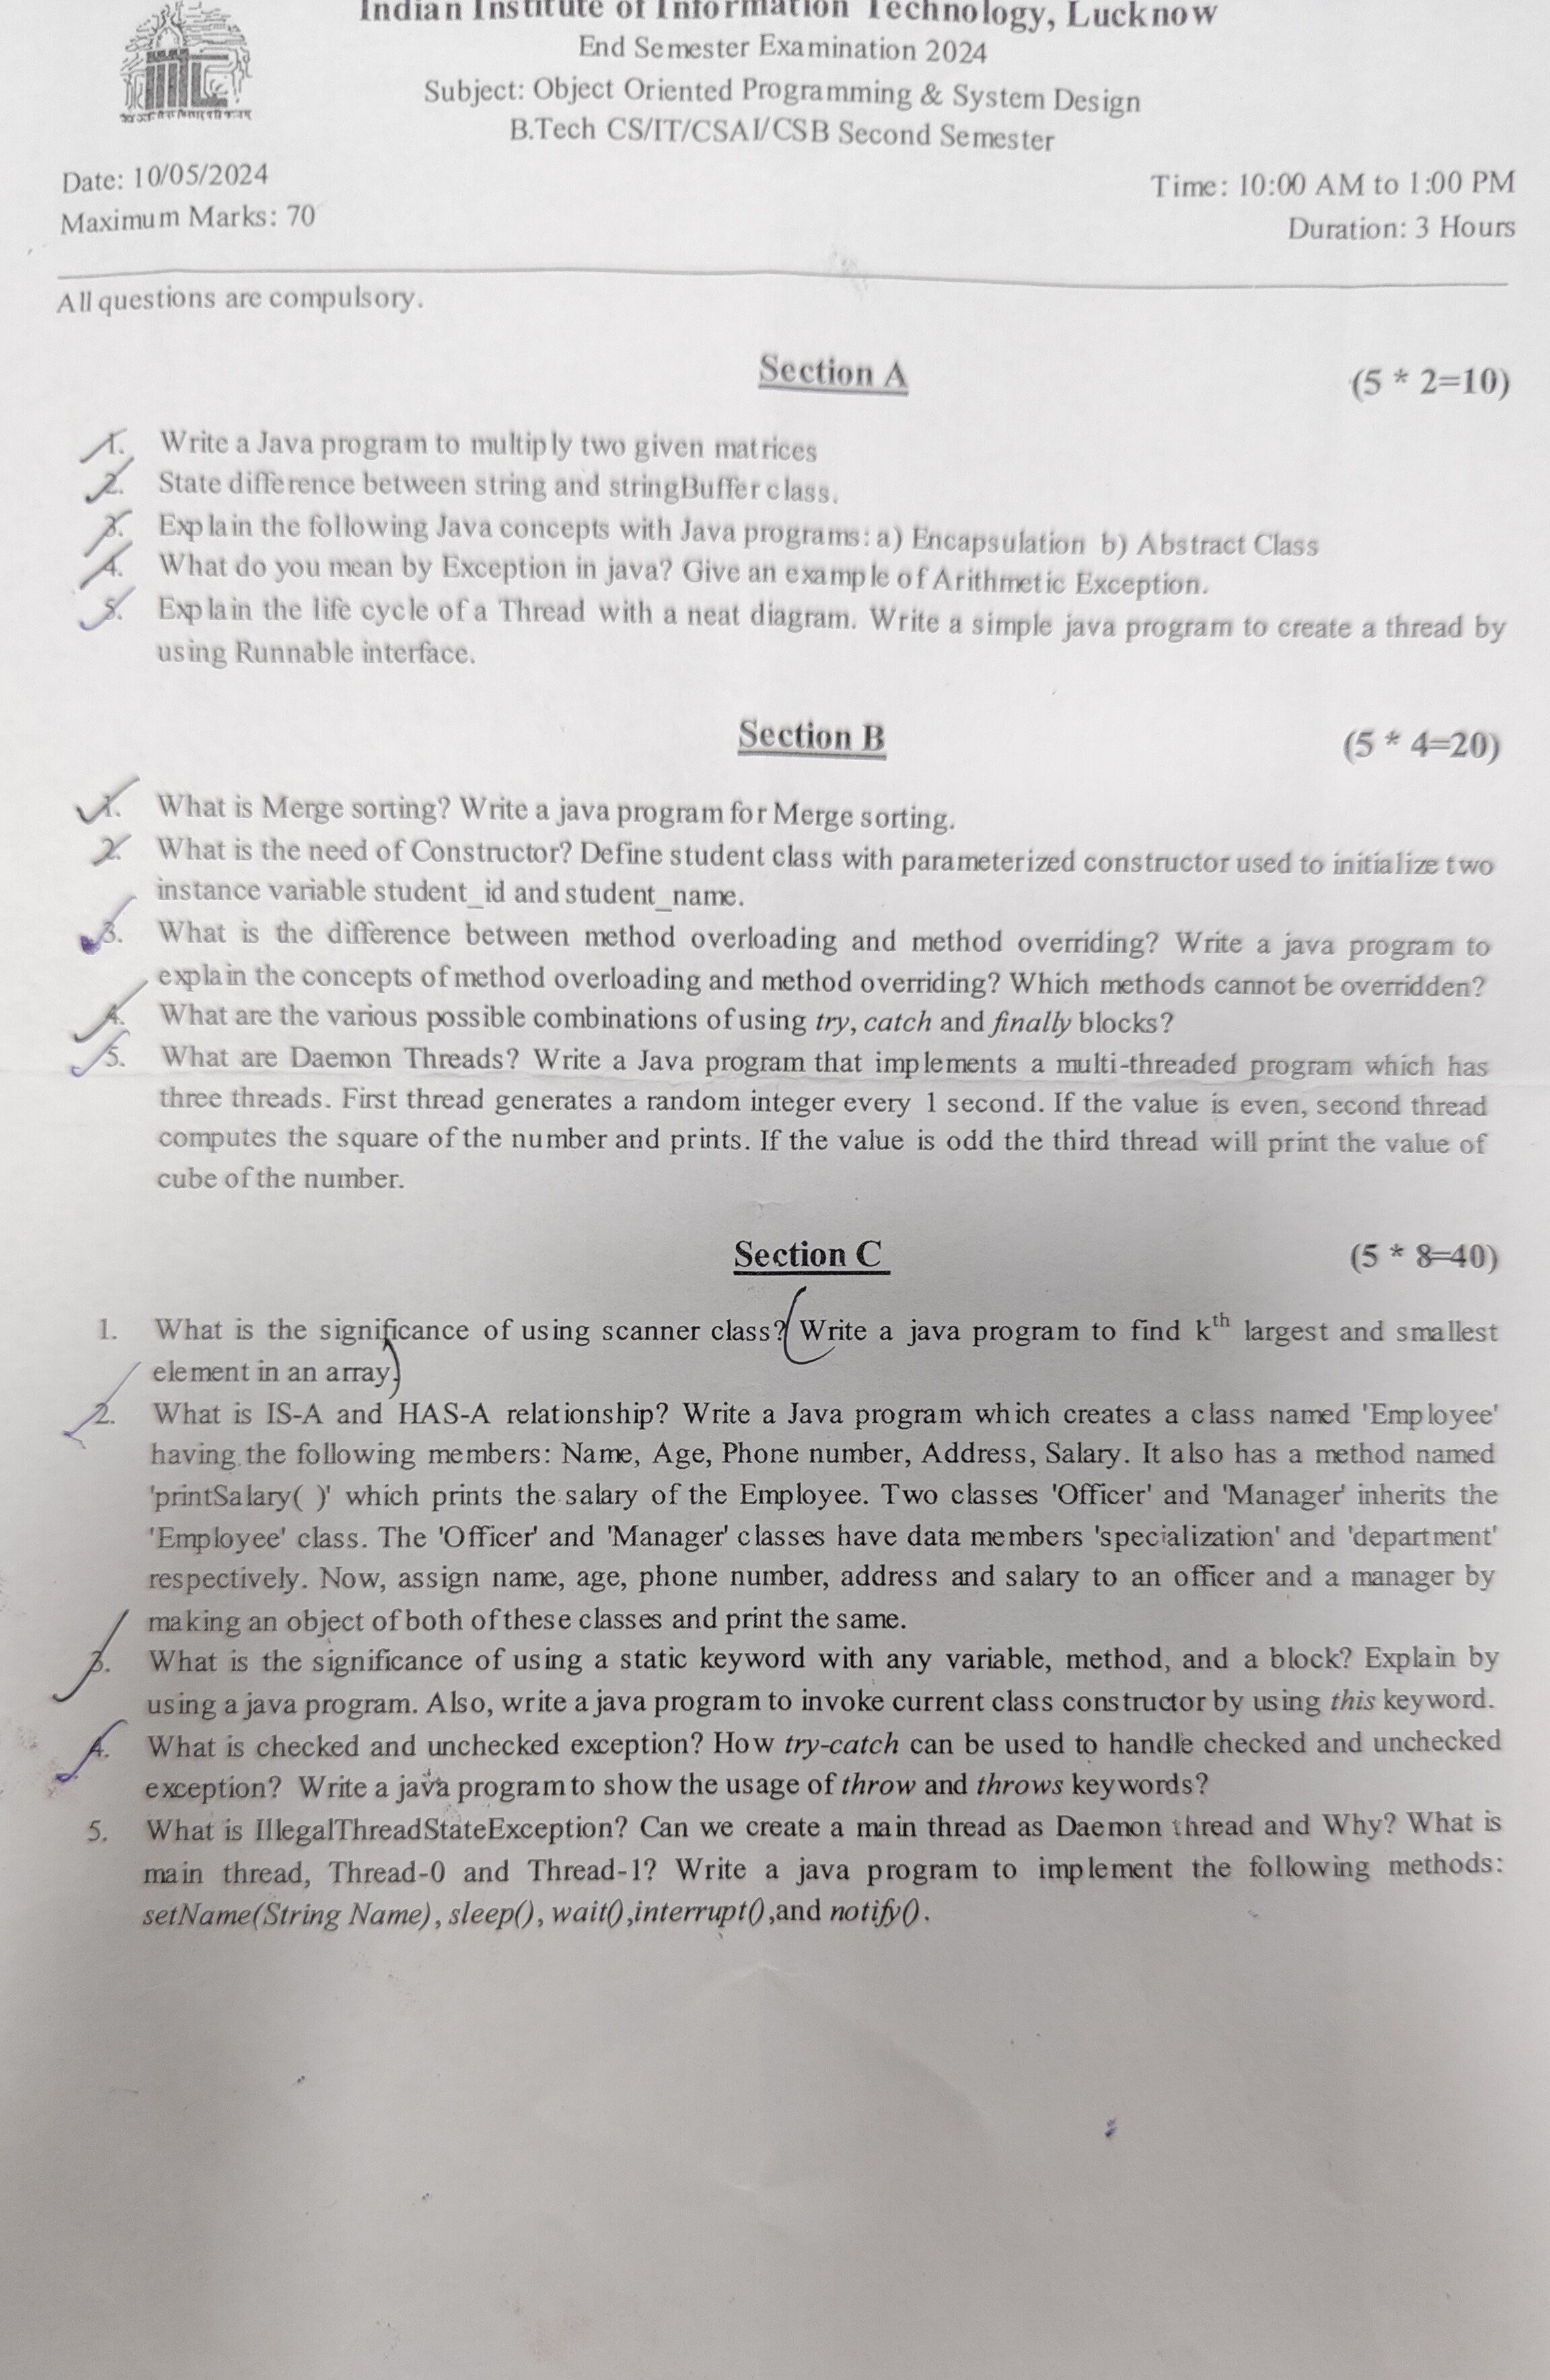 Indian Institute of Information Technology, Lucknow
End Semester Examination 2024
Subject: Object Oriented Programming & System Design
B.Tech CS/IT/CSAI/CSB Second Semester
Date: 10/05/2024
Time: 10:00 AM to 1:00 PM
Maximum Marks: 70
Duration: 3 Hours
All questions are compulsory.
Section A (5 * 2=10)
1. Write a Java program to multiply two given matrices
2. State difference between string and stringBuffer class.
3. Explain the following Java concepts with Java programs: a) Encapsulation b) Abstract Class
4. What do you mean by Exception in java? Give an example of Arithmetic Exception.
5. Explain the life cycle of a Thread with a neat diagram. Write a simple java program to create a thread by
using Runnable interface.
Section B (5 * 4=20)
1. What is Merge sorting? Write a java program for Merge sorting.
2. What is the need of Constructor? Define student class with parameterized constructor used to initialize two
instance variable student_id and student_name.
3. What is the difference between method overloading and method overriding? Write a java program to
explain the concepts of method overloading and method overriding? Which methods cannot be overridden?
4. What are the various possible combinations of using try, catch and finally blocks?
5. What are Daemon Threads? Write a Java program that implements a multi-threaded program which has
three threads. First thread generates a random integer every 1 second. If the value is even, second thread
computes the square of the number and prints. If the value is odd the third thread will print the value of
cube of the number.
Section C (5 * 8=40)
1. What is the significance of using scanner class? Write a java program to find kth largest and smallest
element in an array.
2. What is IS-A and HAS-A relationship? Write a Java program which creates a class named 'Employee'
having the following members: Name, Age, Phone number, Address, Salary. It also has a method named
'printSalary( )' which prints the salary of the Employee. Two classes 'Officer' and 'Manager' inherits the
'Employee' class. The 'Officer' and 'Manager' classes have data members 'specialization' and 'department'
respectively. Now, assign name, age, phone number, address and salary to an officer and a manager by
making an object of both of these classes and print the same.
3. What is the significance of using a static keyword with any variable, method, and a block? Explain by
using a java program. Also, write a java program to invoke current class constructor by using this keyword.
4. What is checked and unchecked exception? How try-catch can be used to handle checked and unchecked
exception? Write a java program to show the usage of throw and throws keywords?
5. What is IllegalThreadStateException? Can we create a main thread as Daemon thread and Why? What is
main thread, Thread-0 and Thread-1? Write a java program to implement the following methods:
setName(String Name), sleep(), wait(),interrupt(),and notify().